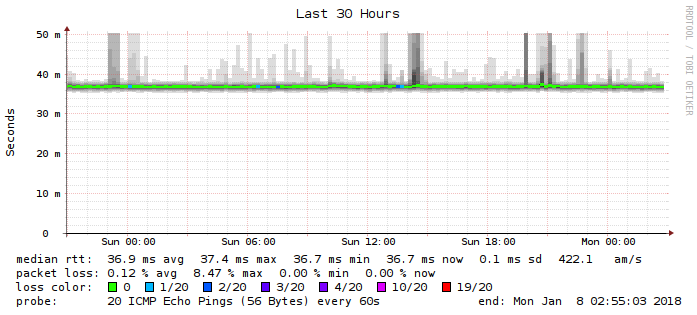 Last 30 Hours
RRDTOOL / TOBI OETIKER
Seconds
50 m
40 m
30 m
20 m
10 m
0
Sun 00:00 Sun 06:00 Sun 12:00 Sun 18:00 Mon 00:00
median rtt: 36.9 ms avg 37.4 ms max 36.7 ms min 36.7 ms now 0.1 ms sd 422.1 am/s
packet loss: 0.12 % avg 8.47 % max 0.00 % min 0.00 % now
loss color: 0 1/20 2/20 3/20 4/20 10/20 19/20
probe: 20 ICMP Echo Pings (56 Bytes) every 60s end: Mon Jan 8 02:55:03 2018